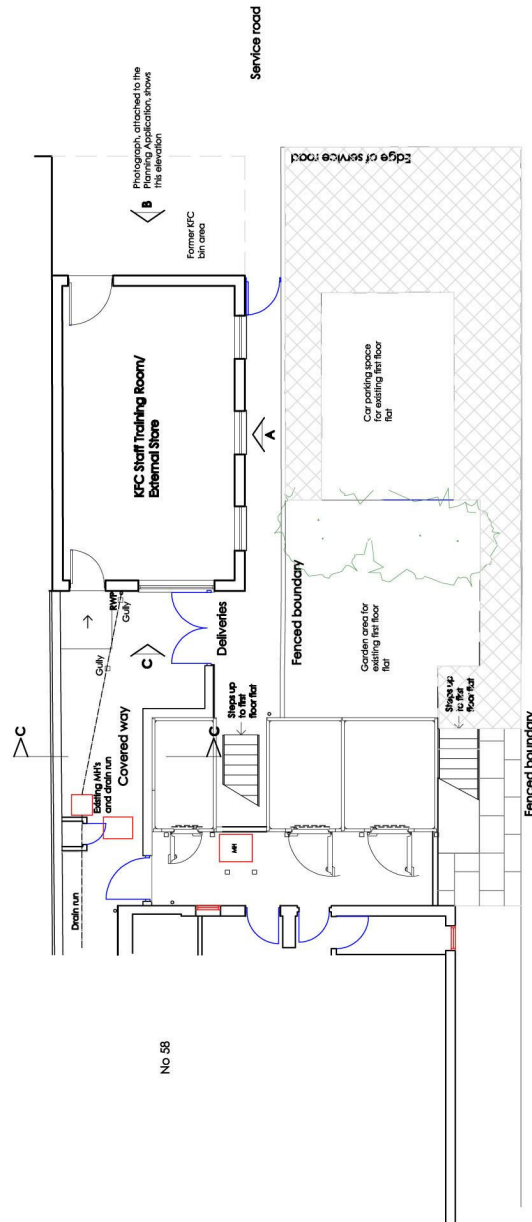 Service road
Photograph, attached to the
Planning Application, shows
this elevation
B
Former KFC
bin area
Edge of service road
KFC Staff Training Room/
External Store
A
Car parking space
for existing first floor
flat
RWP
Gully
Gully
C
Deliveries
Fenced boundary
Garden area for
existing first floor
flat
C
Covered way
C
Steps up
to first
floor flat
Steps up
to first
floor flat
Existing MH's
and drain run
MH
Drain run
Fenced boundary
No 58